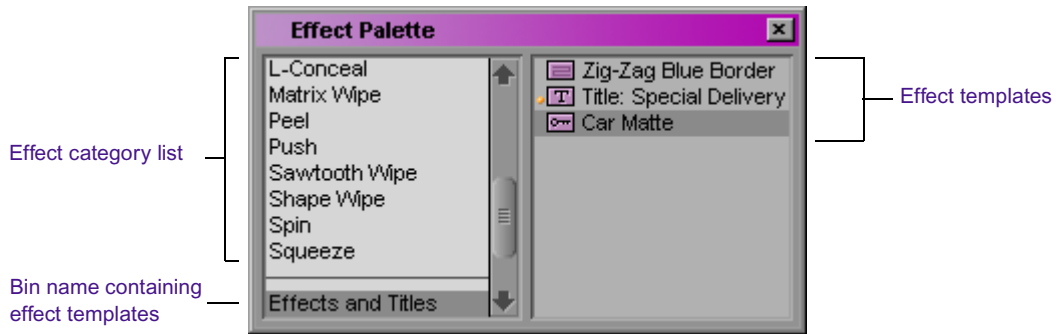 Effect Palette
L-Conceal
Matrix Wipe
Peel
Push
Sawtooth Wipe
Shape Wipe
Spin
Squeeze
Effects and Titles
Zig-Zag Blue Border
T Title: Special Delivery
Car Matte
Effect category list
Bin name containing
effect templates
Effect templates